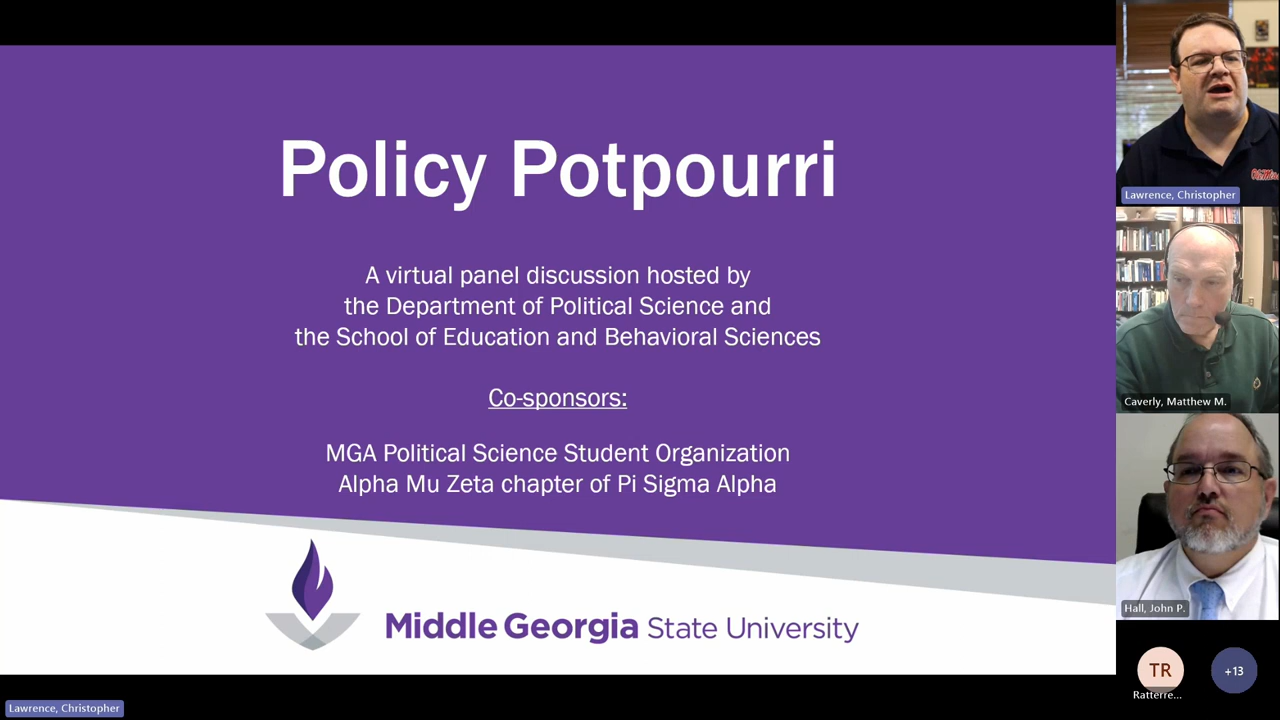 Policy Potpourri
A virtual panel discussion hosted by
the Department of Political Science and
the School of Education and Behavioral Sciences
Co-sponsors:
MGA Political Science Student Organization
Alpha Mu Zeta chapter of Pi Sigma Alpha
Middle Georgia State University
Lawrence, Christopher
Lawrence, Christopher
Caverly, Matthew M.
Hall, John P.
TR
Ratterre...
+13